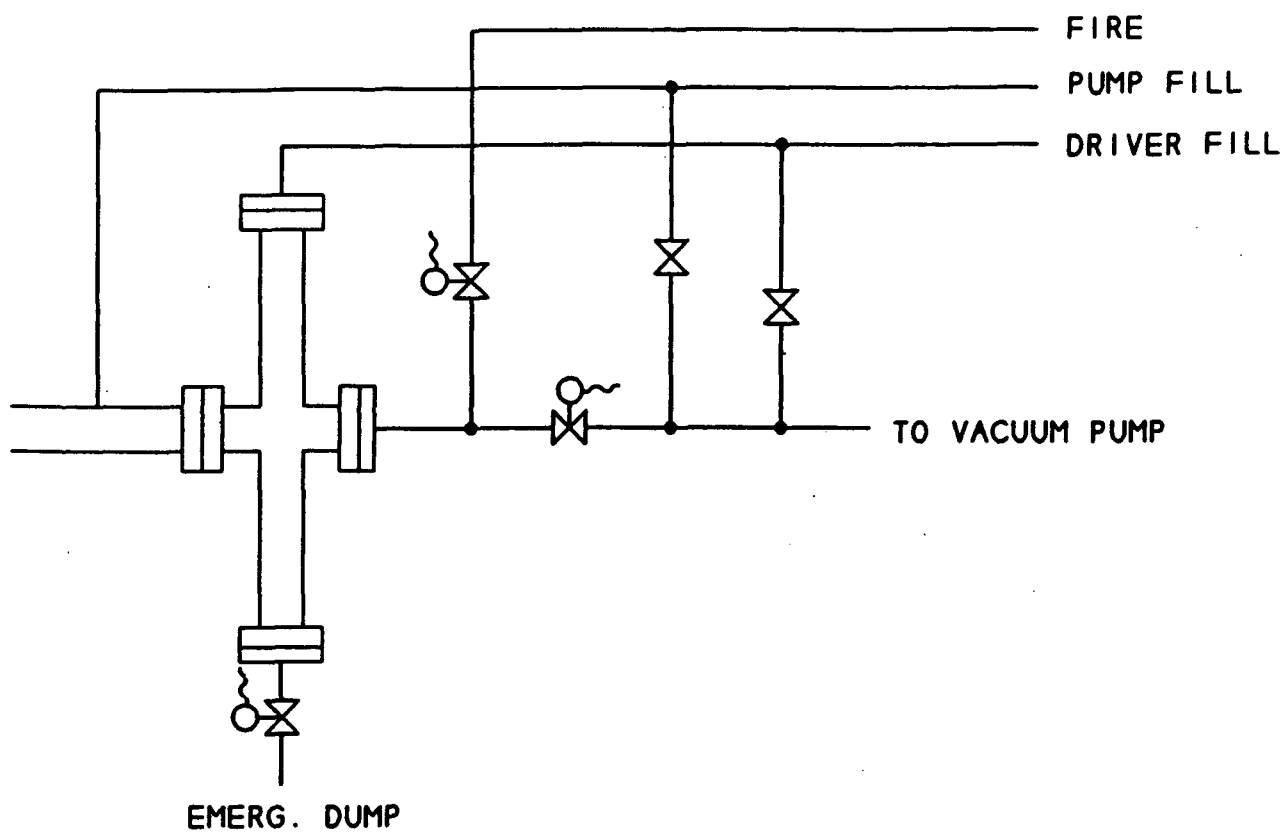 FIRE
PUMP FILL
DRIVER FILL
TO VACUUM PUMP
EMERG. DUMP